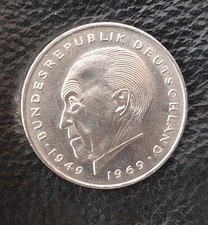 · BUNDESREPUBLIK DEUTSCHLAND ·
1949 · 1969